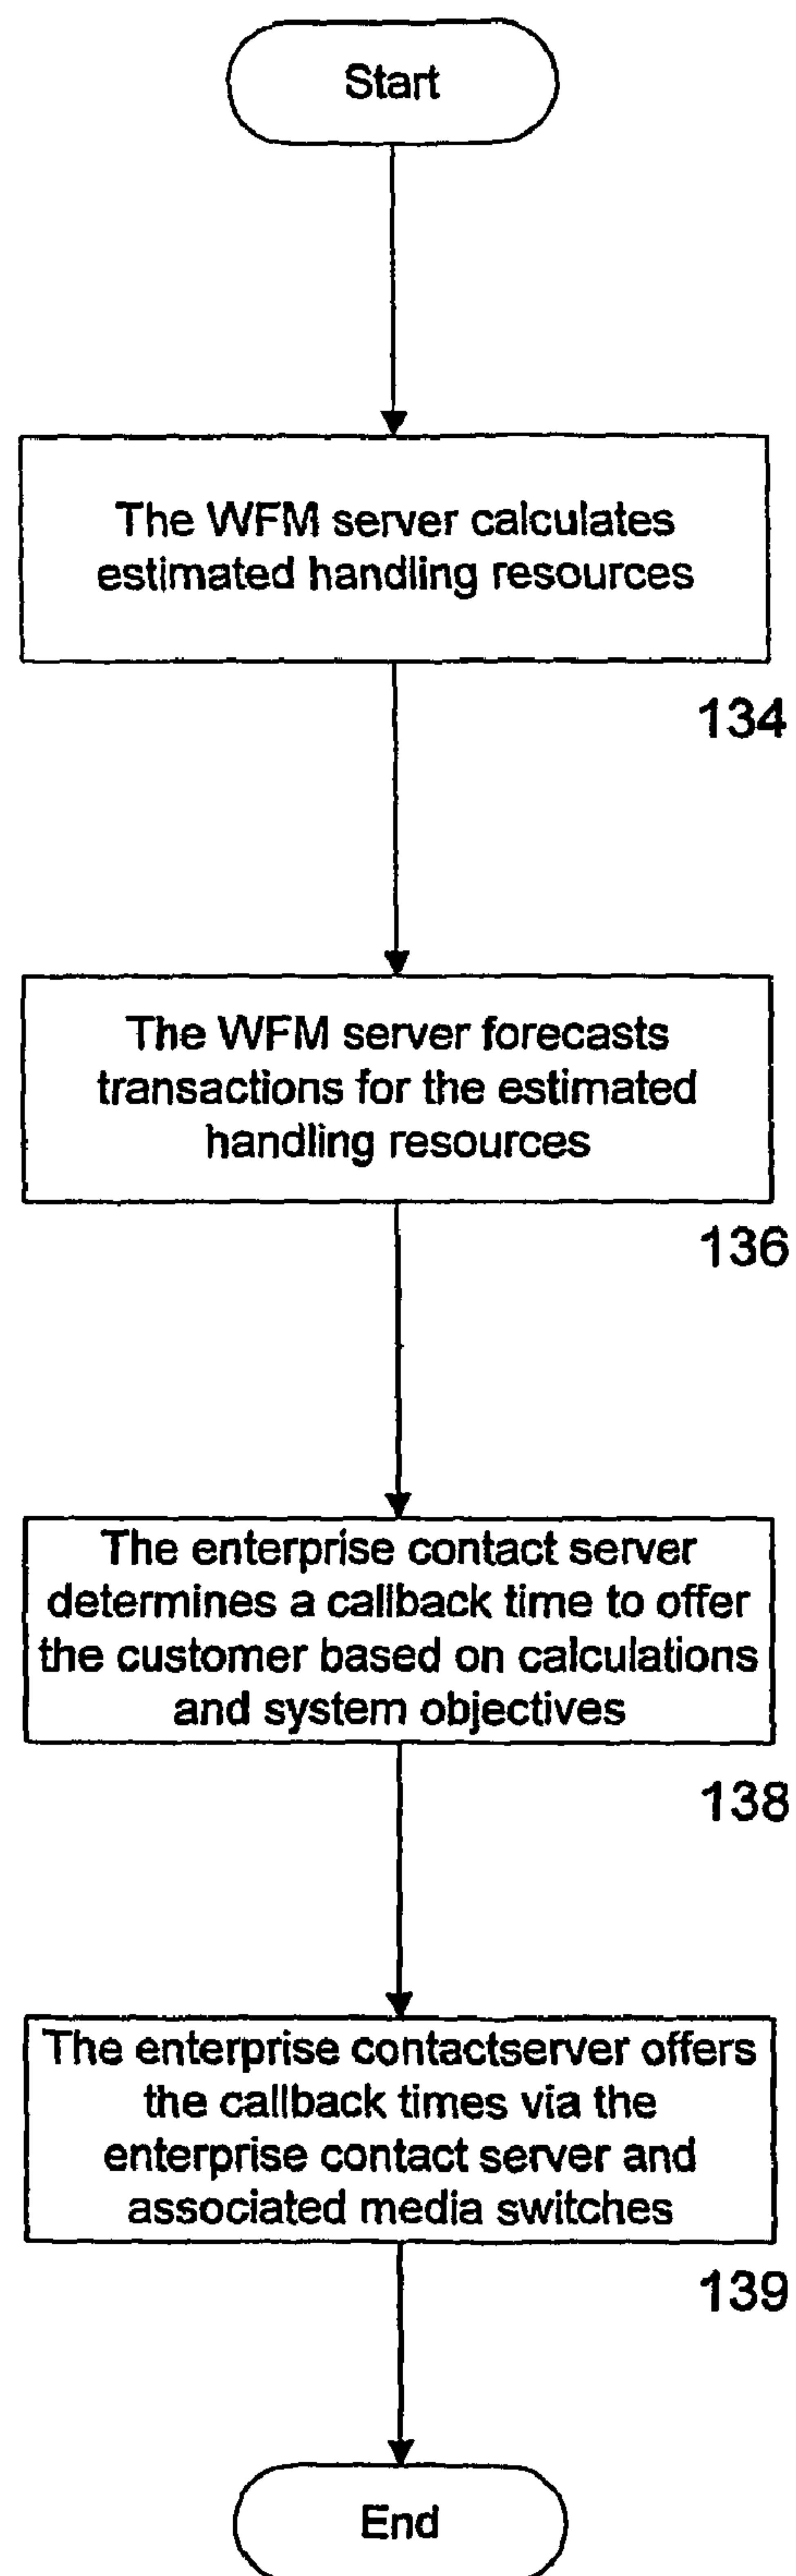 Start
The WFM server calculates
estimated handling resources
134
The WFM server forecasts
transactions for the estimated
handling resources
136
The enterprise contact server
determines a callback time to offer
the customer based on calculations
and system objectives
138
The enterprise contactserver offers
the callback times via the
enterprise contact server and
associated media switches
139
End